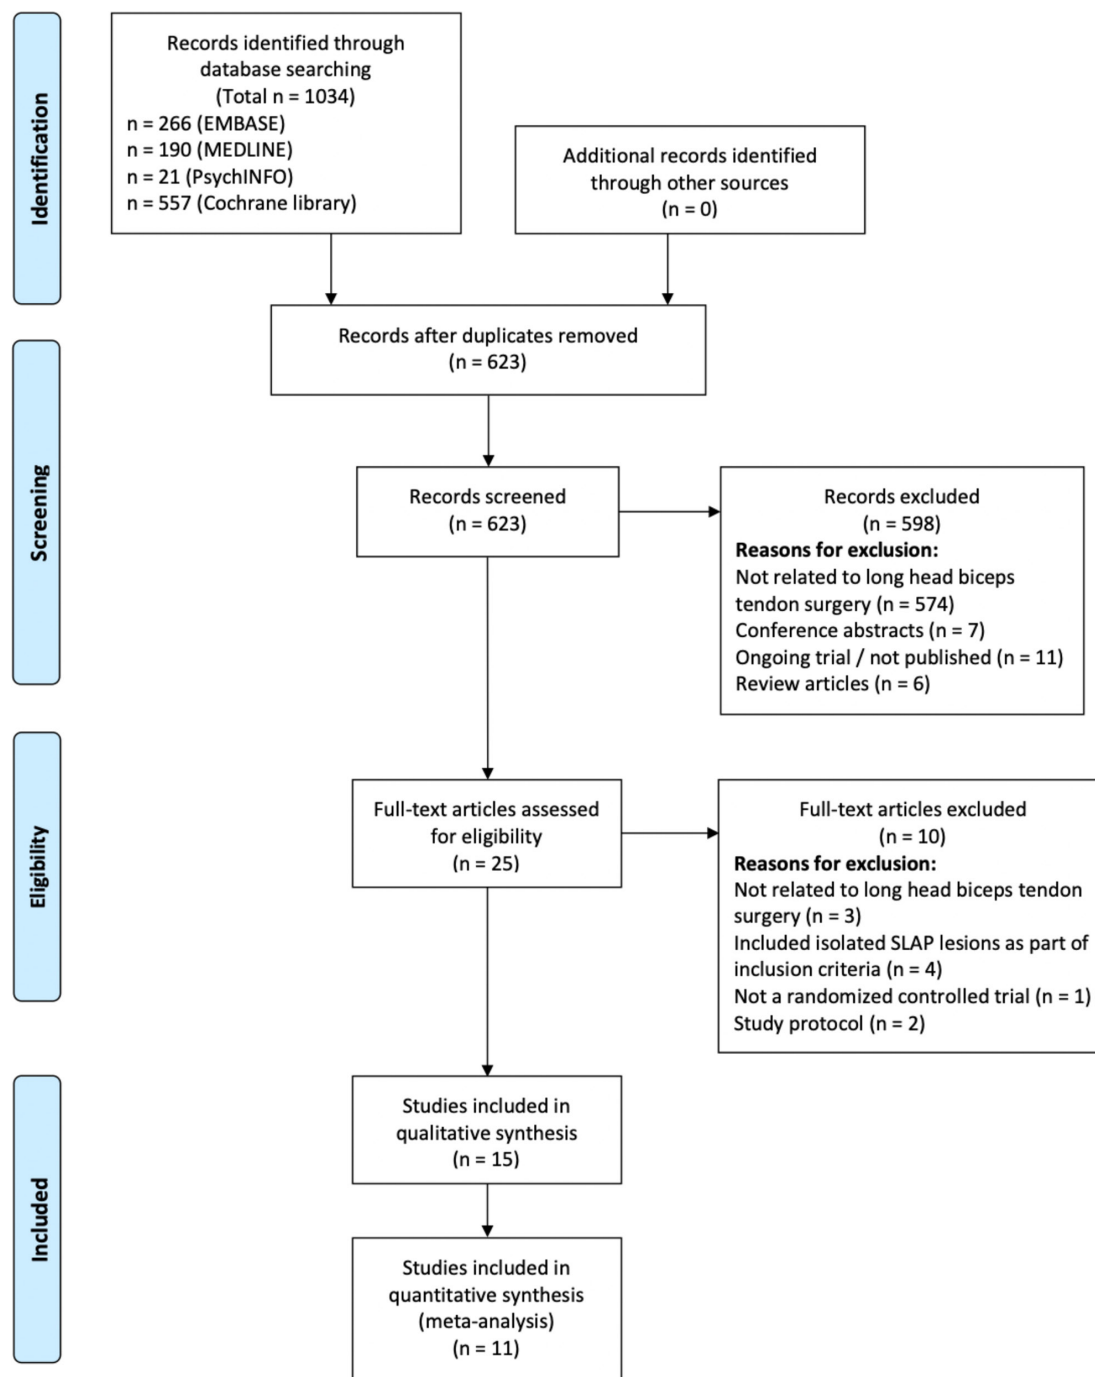 Identification
Records identified through
database searching
(Total n = 1034)
n = 266 (EMBASE)
n = 190 (MEDLINE)
n = 21 (PsychINFO)
n = 557 (Cochrane library)
Additional records identified
through other sources
(n = 0)
Records after duplicates removed
(n = 623)
Screening
Records screened
(n = 623)
Records excluded
(n = 598)
Reasons for exclusion:
Not related to long head biceps
tendon surgery (n = 574)
Conference abstracts (n = 7)
Ongoing trial / not published (n = 11)
Review articles (n = 6)
Eligibility
Full-text articles assessed
for eligibility
(n = 25)
Full-text articles excluded
(n = 10)
Reasons for exclusion:
Not related to long head biceps tendon
surgery (n = 3)
Included isolated SLAP lesions as part of
inclusion criteria (n = 4)
Not a randomized controlled trial (n = 1)
Study protocol (n = 2)
Included
Studies included in
qualitative synthesis
(n = 15)
Studies included in
quantitative synthesis
(meta-analysis)
(n = 11)